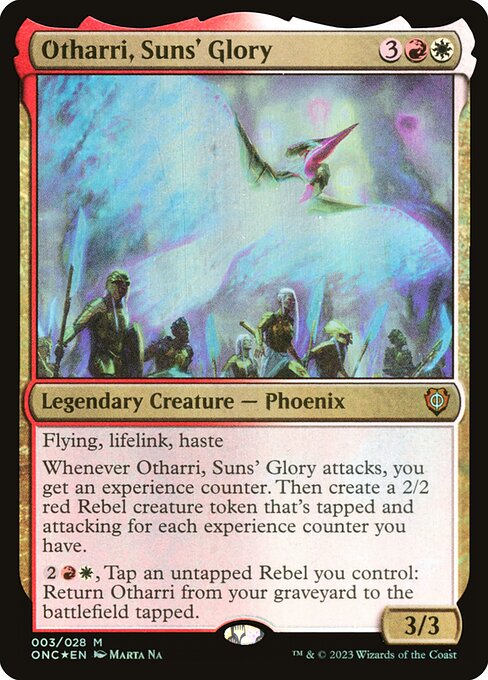 Otharri, Suns' Glory 3
Legendary Creature — Phoenix
Flying, lifelink, haste
Whenever Otharri, Suns' Glory attacks, you
get an experience counter. Then create a 2/2
red Rebel creature token that's tapped and
attacking for each experience counter you
have.
2, Tap an untapped Rebel you control:
Return Otharri from your graveyard to the
battlefield tapped.
3/3
003/028 M
ONC★EN Marta Na
™ & © 2023 Wizards of the Coast